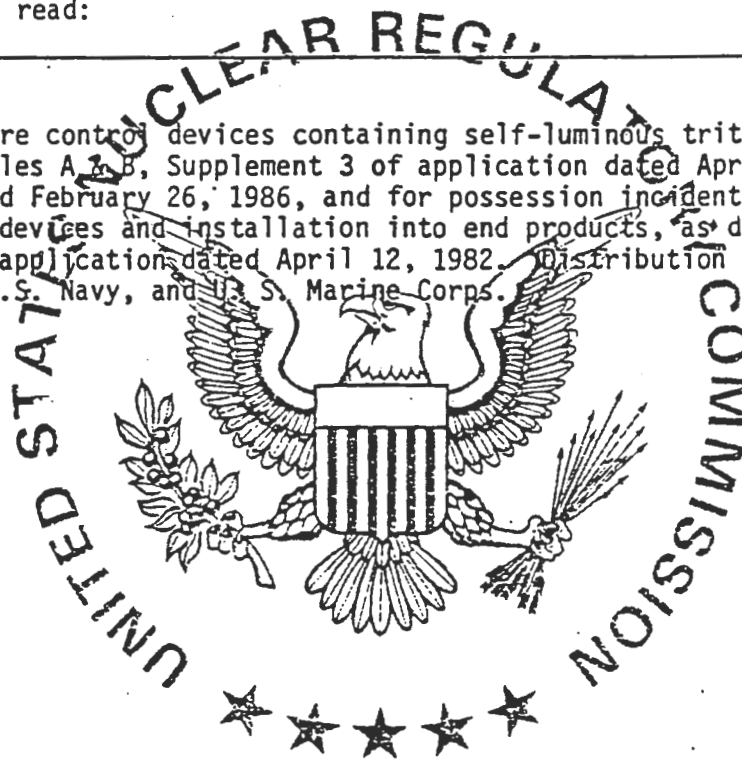 read:
re control devices containing self-luminous trit
les A & B, Supplement 3 of application dated Apr
d February 26, 1986, and for possession incident
devices and installation into end products, as d
application dated April 12, 1982. Distribution
.S. Navy, and U. S. Marine Corps.
UNITED STATES NUCLEAR REGULATORY COMMISSION